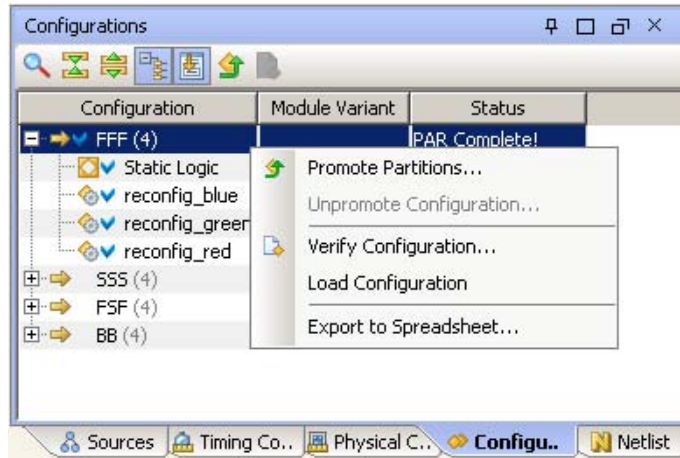 Configurations
Configuration Module Variant Status
FFF (4) PAR Complete!
Static Logic
reconfig_blue
reconfig_green
reconfig_red
SSS (4)
FSF (4)
BB (4)
Promote Partitions...
Unpromote Configuration...
Verify Configuration...
Load Configuration
Export to Spreadsheet...
Sources Timing Co.. Physical C.. Configu.. Netlist